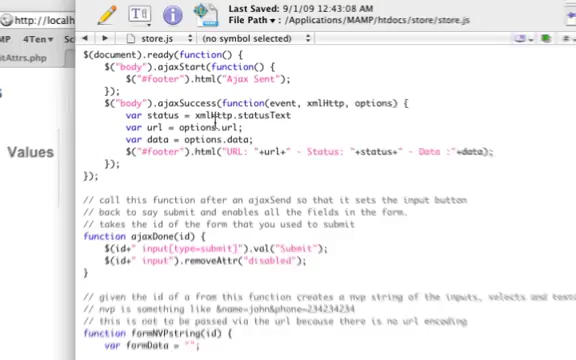 http://localh
Last Saved: 9/1/09 12:43:08 AM
File Path ▾ : /Applications/MAMP/htdocs/store/store.js
MP 4Ten ▾
store.js (no symbol selected)
itAttrs.php
Values
$(document).ready(function() {
$("body").ajaxStart(function() {
$("#footer").html("Ajax Sent");
});
$("body").ajaxSuccess(function(event, xmlHttp, options) {
var status = xmlHttp.statusText
var url = options.url;
var data = options.data;
$("#footer").html("URL: "+url+" - Status: "+status+" - Data :"+data);
});
});
// call this function after an ajaxSend so that it sets the input button
// back to say submit and enables all the fields in the form.
// takes the id of the form that you used to submit
function ajaxDone(id) {
$(id+" input[type=submit]").val("Submit");
$(id+" input").removeAttr("disabled");
}
// given the id of a from this function creates a nvp string of the inputs, selects and
// nvp is something like &name=john&phone=234234234
// this is not to be passed via the url because there is no url encoding
function formNVPstring(id) {
var formData = "";